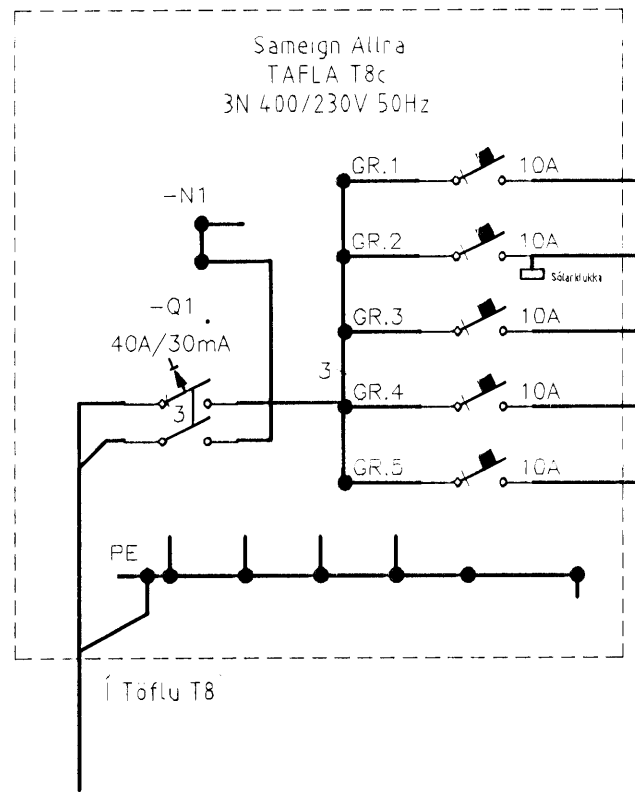 Sameign Allra
TAFLA T8c
3N 400/230V 50Hz
GR.1 10A
-N1
GR.2 10A
Sólarklukka
-Q1
40A/30mA
GR.3 10A
3
3
GR.4 10A
GR.5 10A
PE
Í Töflu T8